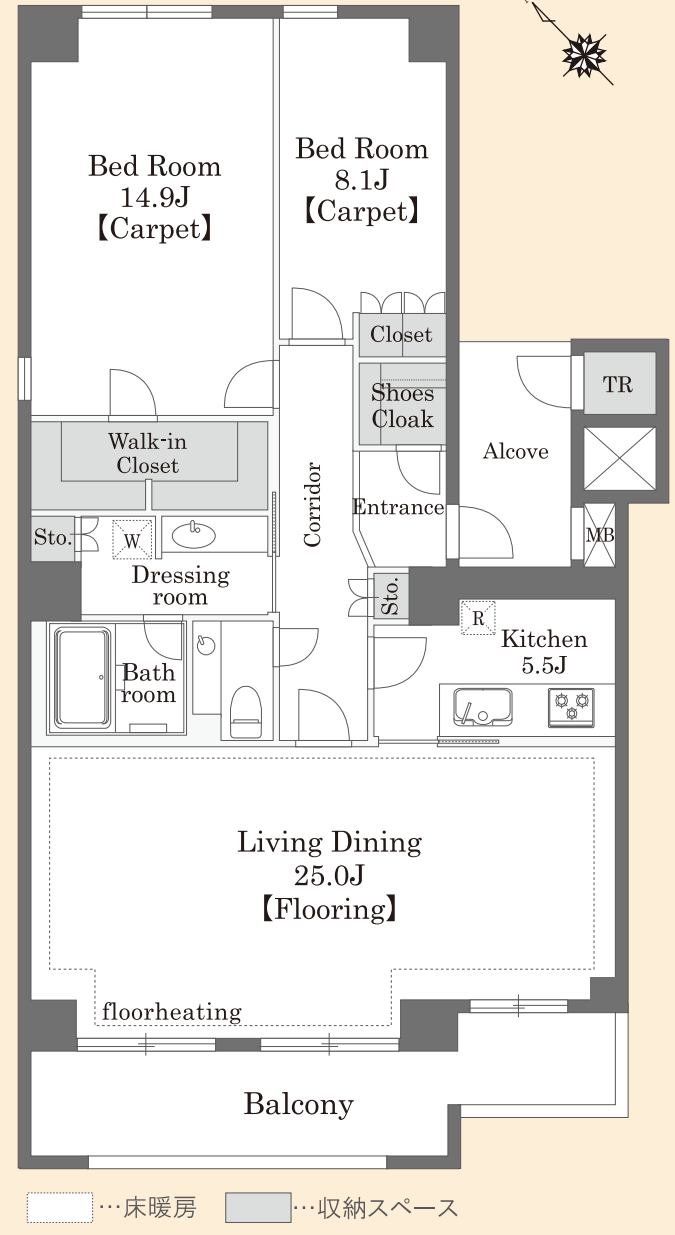 Bed Room
14.9J
【Carpet】
Bed Room
8.1J
【Carpet】
Closet
Shoes
Cloak
TR
Alcove
Walk-in
Closet
Corridor
Entrance
MB
Sto.
W
Dressing
room
Sto.
R
Kitchen
5.5J
Bath
room
Living Dining
25.0J
【Flooring】
floorheating
Balcony
…床暖房
…収納スペース